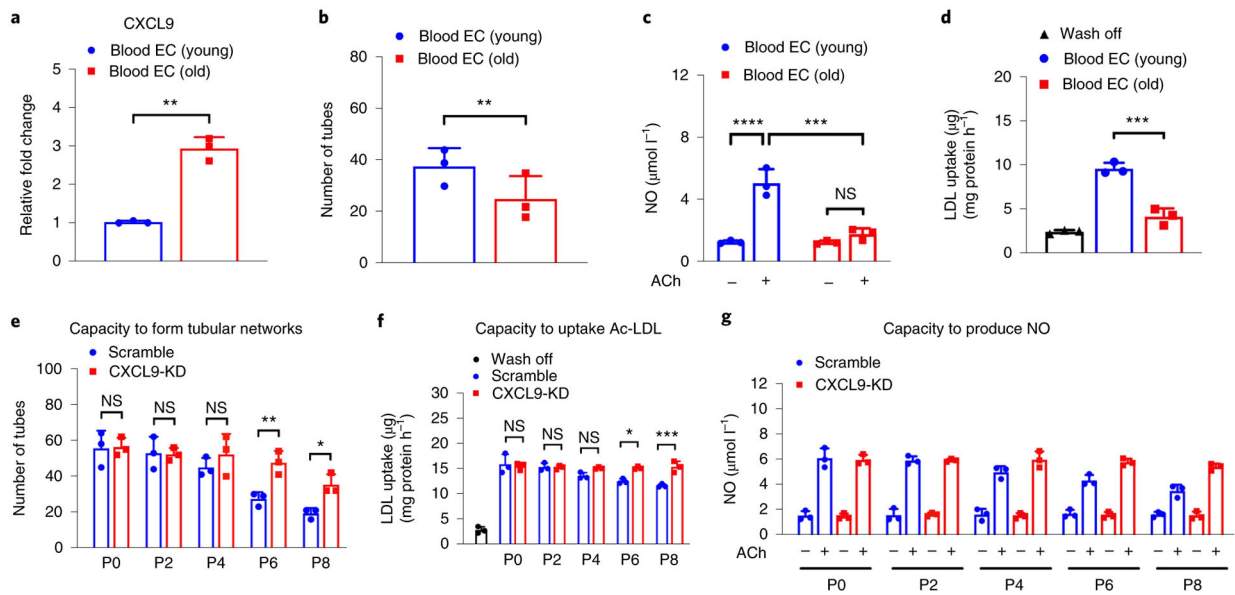 a
CXCL9
Blood EC (young)
Blood EC (old)
Relative fold change
5
4
3
2
1
0
**
b
Blood EC (young)
Blood EC (old)
Number of tubes
80
60
40
20
0
**
c
Blood EC (young)
Blood EC (old)
NO (μmol l⁻¹)
12
8
4
0
**** ***
NS
ACh – + – +
d
Wash off
Blood EC (young)
Blood EC (old)
LDL uptake (μg)
(mg protein h⁻¹)
20
15
10
5
0
***
e
Capacity to form tubular networks
Scramble
CXCL9-KD
Number of tubes
100
80
60
40
20
0
NS NS NS ** *
P0 P2 P4 P6 P8
f
Capacity to uptake Ac-LDL
Wash off
Scramble
CXCL9-KD
LDL uptake (μg)
(mg protein h⁻¹)
30
25
20
15
10
5
0
NS NS NS * ***
P0 P2 P4 P6 P8
g
Capacity to produce NO
Scramble
CXCL9-KD
NO (μmol l⁻¹)
12
10
8
6
4
2
0
ACh – + – + – + – + – + – + – + – + – + – +
P0 P2 P4 P6 P8